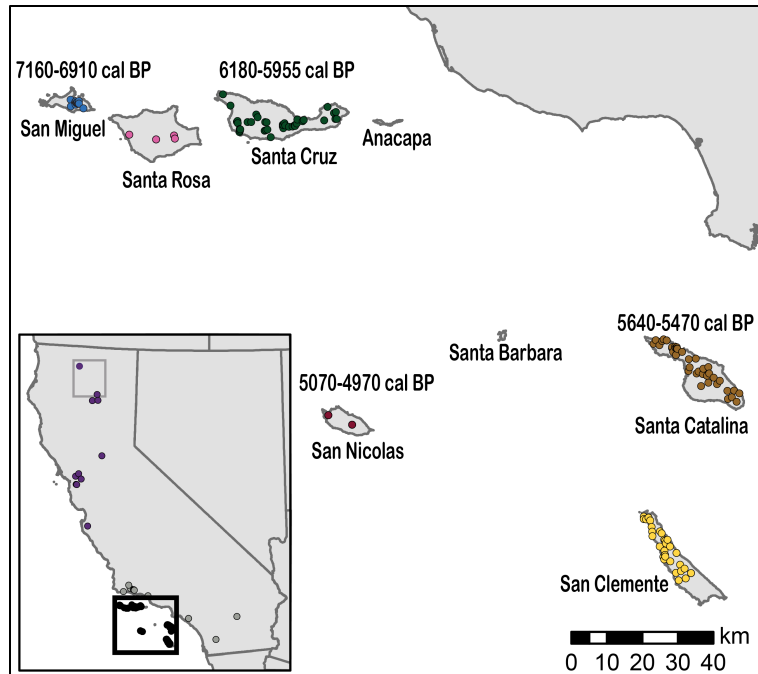 7160-6910 cal BP
6180-5955 cal BP
San Miguel
Santa Rosa
Santa Cruz
Anacapa
5640-5470 cal BP
Santa Barbara
5070-4970 cal BP
Santa Catalina
San Nicolas
San Clemente
km
0 10 20 30 40